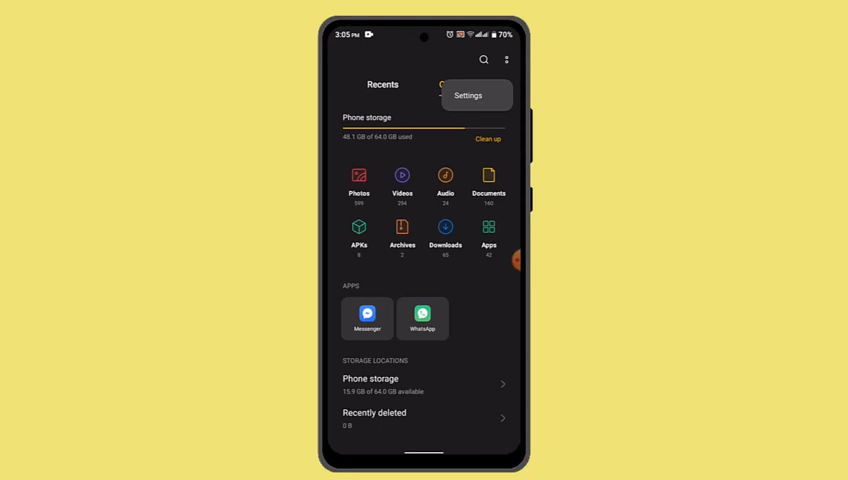 3:05 PM
70%
Recents
Settings
Phone storage
48.1 GB of 64.0 GB used
Clean up
Photos
Videos
Audio
Documents
599
294
24
160
APKs
Archives
Downloads
Apps
8
2
65
42
APPS
Messenger
WhatsApp
STORAGE LOCATIONS
Phone storage
15.9 GB of 64.0 GB available
Recently deleted
0 B